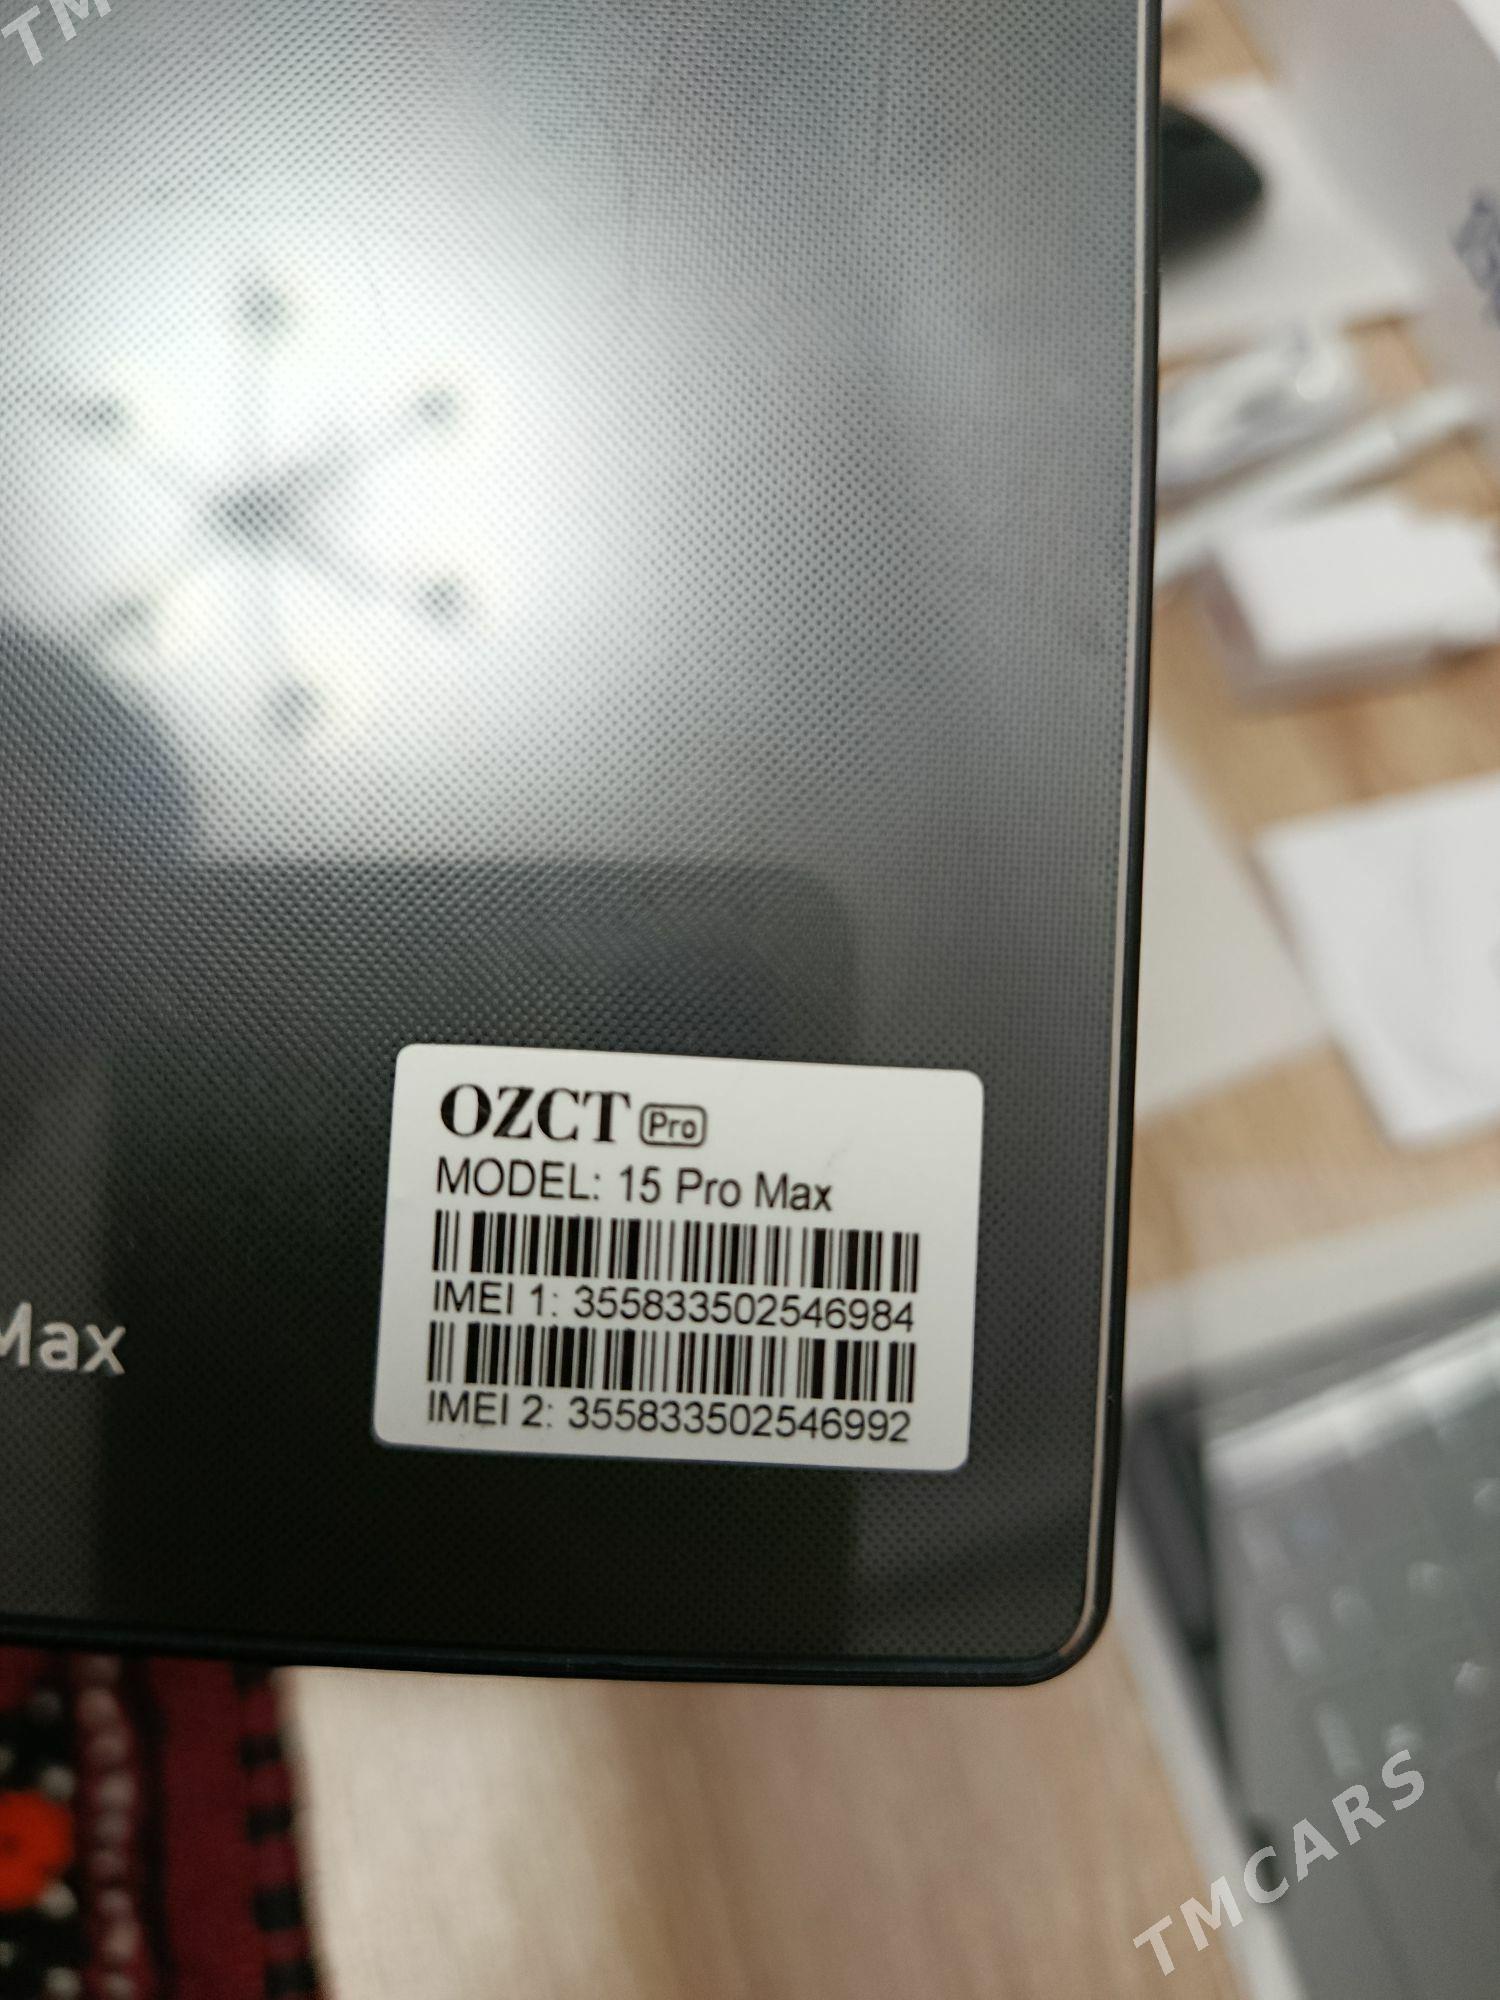 TM
OZCT Pro
MODEL: 15 Pro Max
IMEI 1: 355833502546984
IMEI 2: 355833502546992
Max
TMCARS